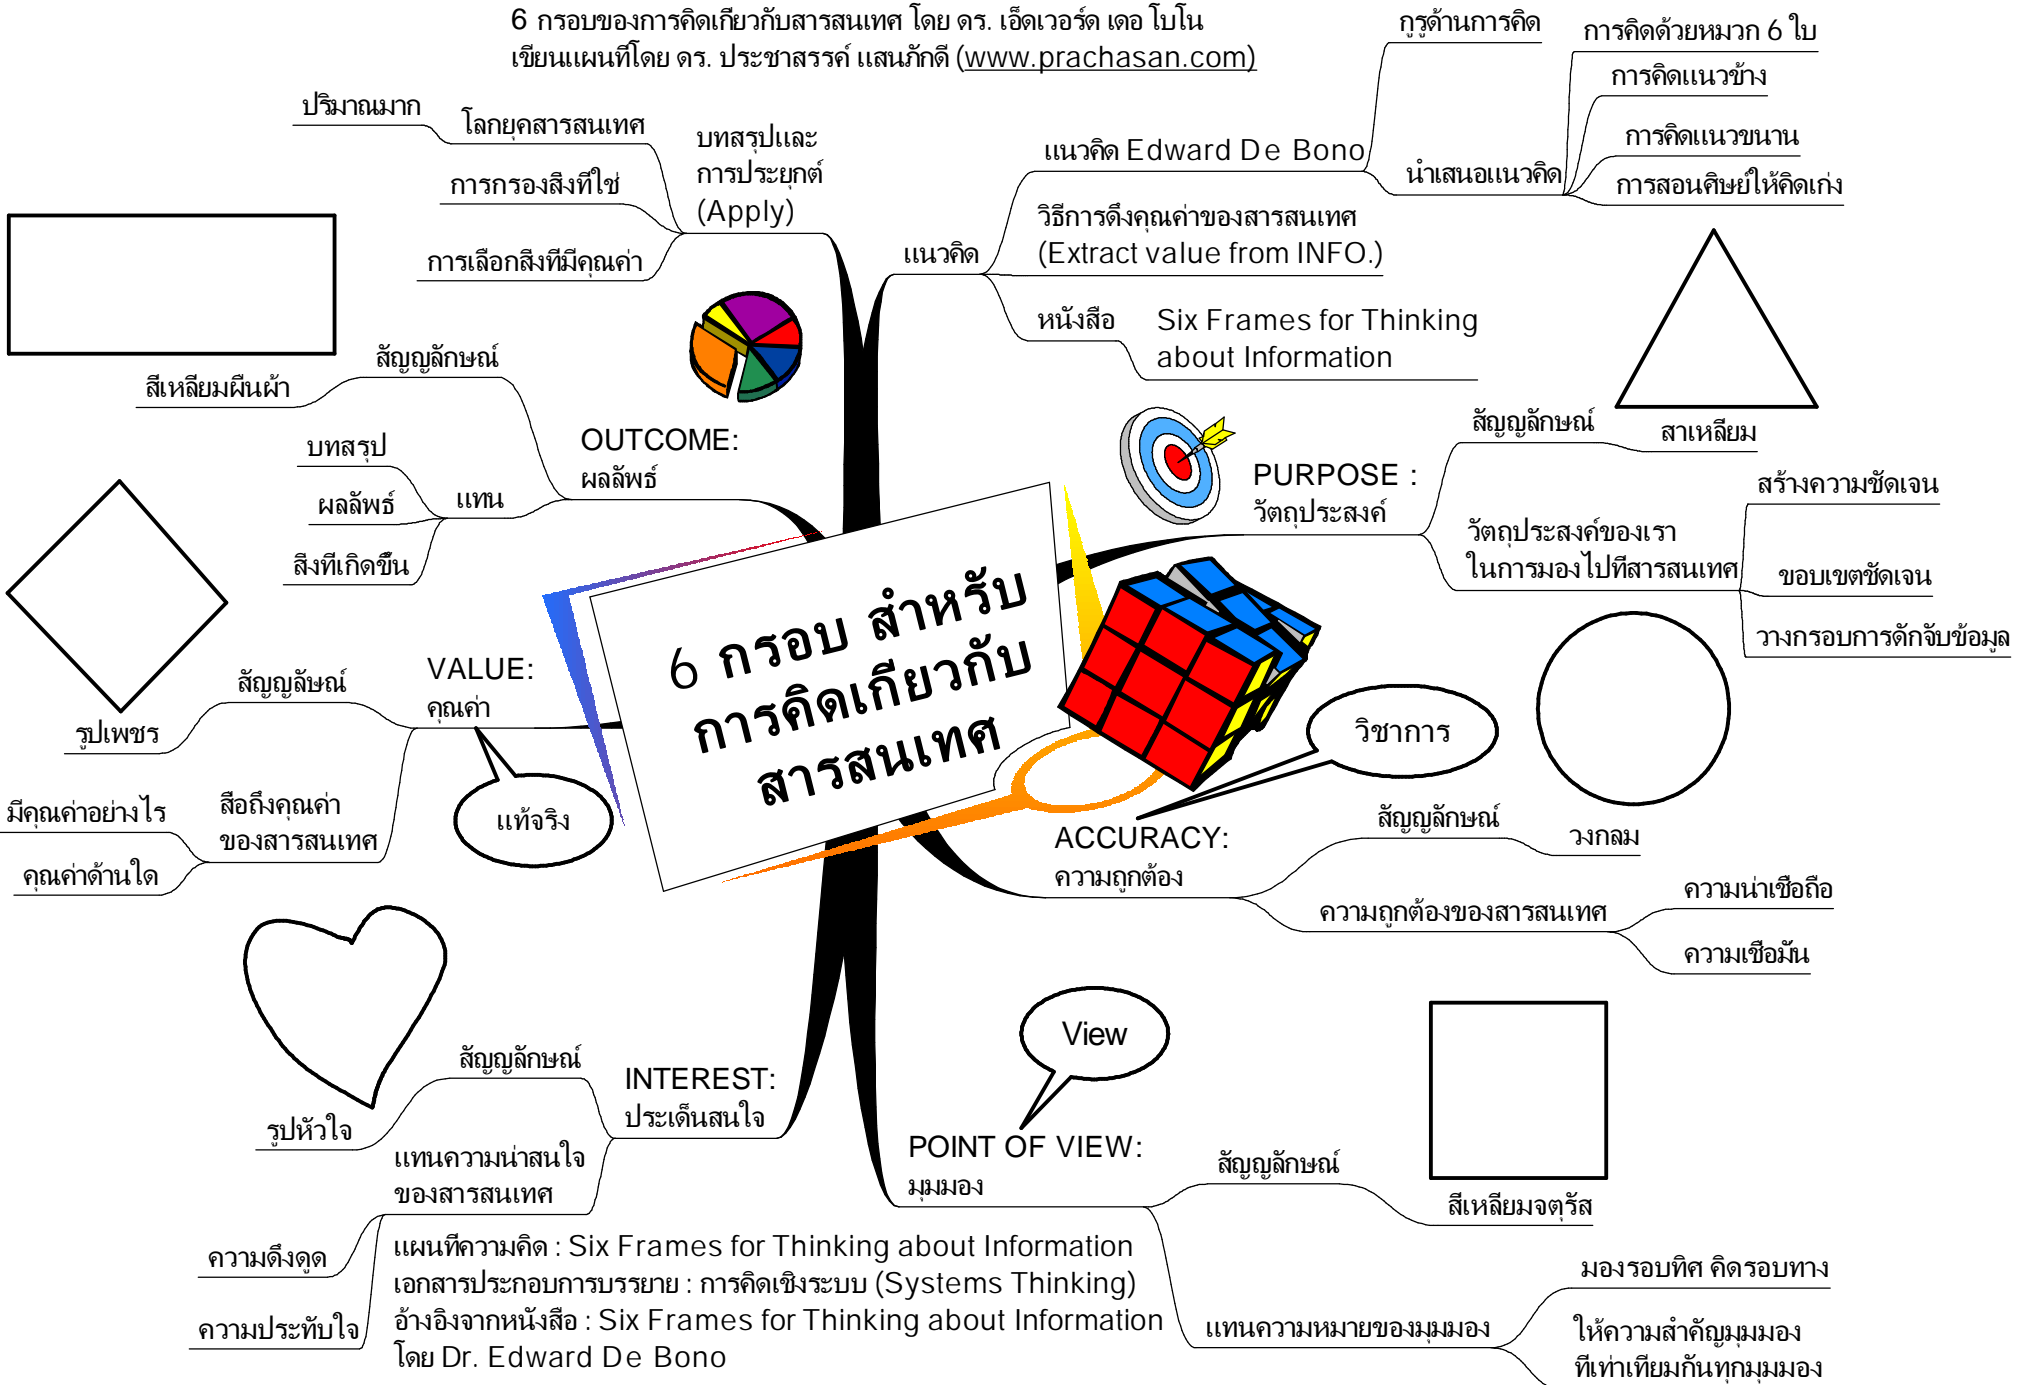 6 กรอบของการคิดเกียวกับสารสนเทศ โดย ดร. เอ็ดเวอร์ด เดอ โบโน
เขียนแผนทีโดย ดร. ประชาสรรค์ แสนภักดี (www.prachasan.com)
6 กรอบ สำหรับ
การคิดเกียวกับ
สารสนเทศ
แนวคิด
แนวคิด Edward De Bono
กูรูด้านการคิด
นำเสนอแนวคิด
การคิดด้วยหมวก 6 ใบ
การคิดแนวข้าง
การคิดแนวขนาน
การสอนศิษย์ให้คิดเก่ง
วิธีการดึงคุณค่าของสารสนเทศ
(Extract value from INFO.)
หนังสือ
Six Frames for Thinking
about Information
PURPOSE :
วัตถุประสงค์
สัญญลักษณ์
สาเหลียม
วัตถุประสงค์ของเรา
ในการมองไปทีสารสนเทศ
สร้างความชัดเจน
ขอบเขตชัดเจน
วางกรอบการดักจับข้อมูล
วิชาการ
ACCURACY:
ความถูกต้อง
สัญญลักษณ์
วงกลม
ความถูกต้องของสารสนเทศ
ความน่าเชือถือ
ความเชือมัน
View
POINT OF VIEW:
มุมมอง
สัญญลักษณ์
สีเหลียมจตุรัส
แทนความหมายของมุมมอง
มองรอบทิศ คิดรอบทาง
ให้ความสำคัญมุมมอง
ทีเท่าเทียมกันทุกมุมมอง
INTEREST:
ประเด็นสนใจ
สัญญลักษณ์
รูปหัวใจ
แทนความน่าสนใจ
ของสารสนเทศ
ความดึงดูด
ความประทับใจ
VALUE:
คุณค่า
แท้จริง
สัญญลัษณ์
รูปเพชร
สือถึงคุณค่า
ของสารสนเทศ
มีคุณค่าอย่างไร
คุณค่าด้านใด
OUTCOME:
ผลลัพธ์
สัญญลักษณ์
สีเหลียมผืนผ้า
แทน
บทสรุป
ผลลัพธ์
สิงทีเกิดขึน
บทสรุปและ
การประยุกต์
(Apply)
โลกยุคสารสนเทศ
ปริมาณมาก
การกรองสิงทีใช่
การเลือกสิงทีมีคุณค่า
แผนทีความคิด : Six Frames for Thinking about Information
เอกสารประกอบการบรรยาย : การคิดเชิงระบบ (Systems Thinking)
อ้างอิงจากหนังสือ : Six Frames for Thinking about Information
โดย Dr. Edward De Bono